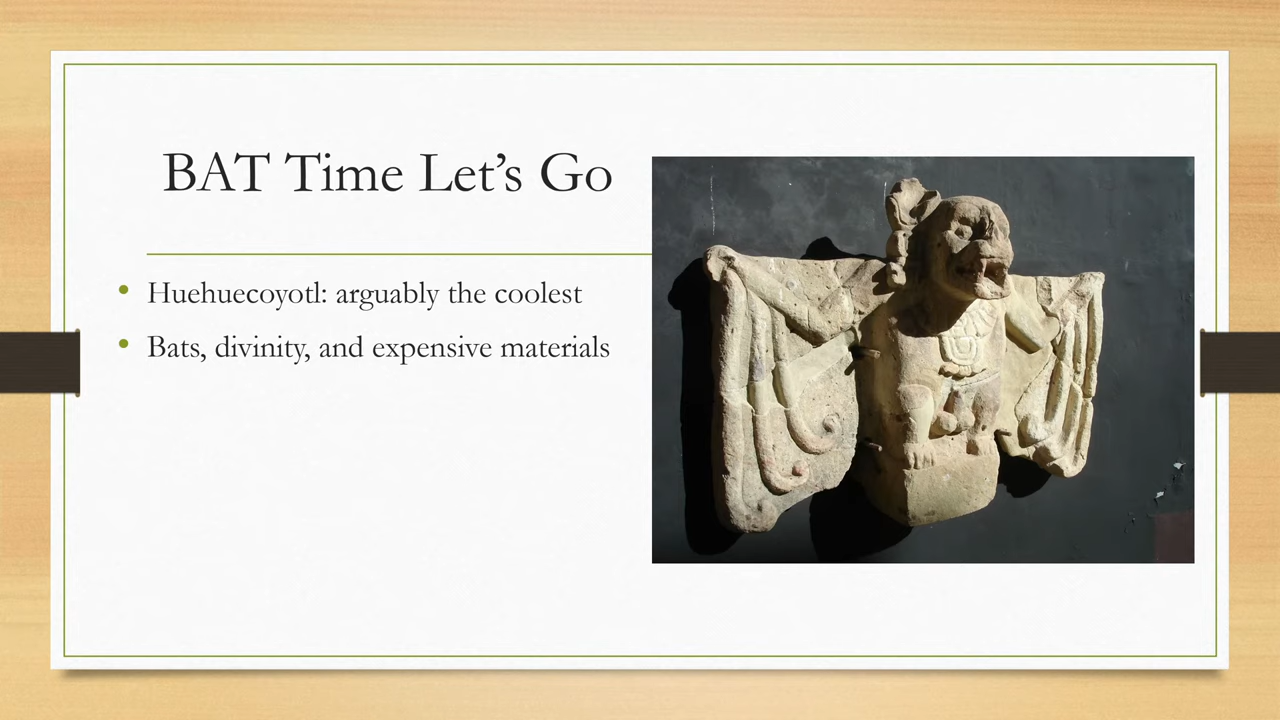 BAT Time Let’s Go
Huehuecoyotl: arguably the coolest
Bats, divinity, and expensive materials